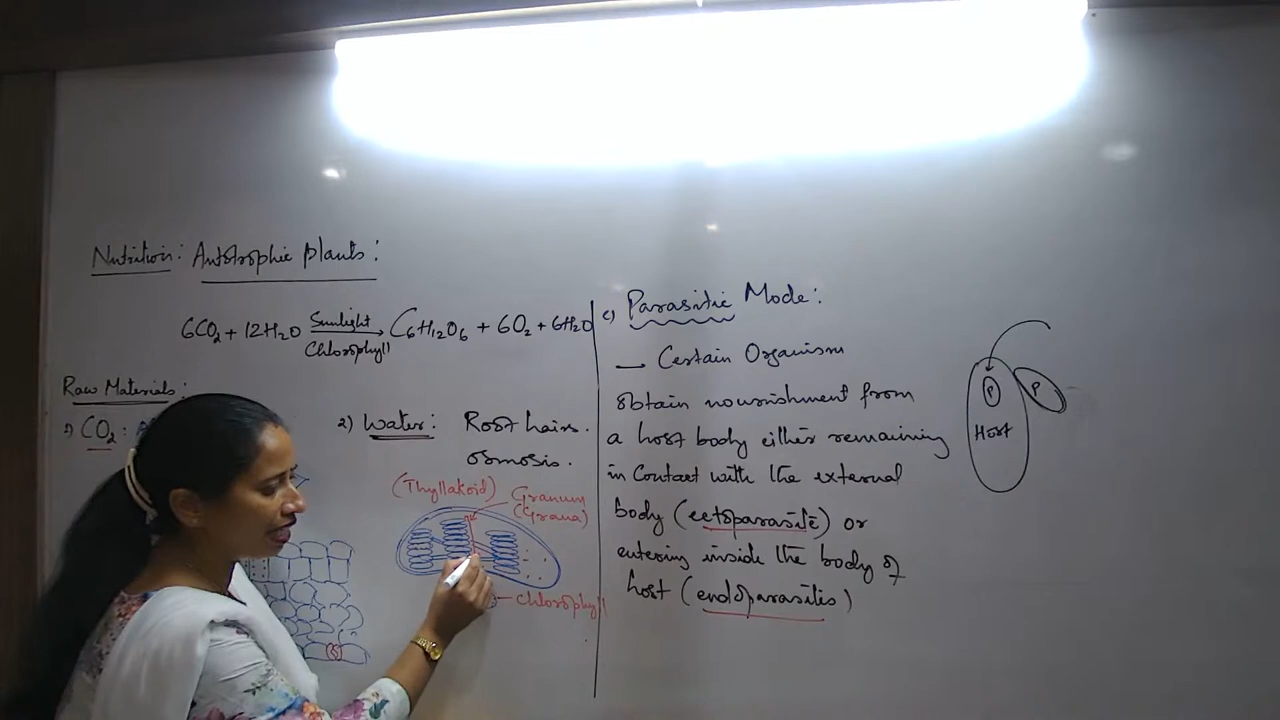 Nutrition: Autotrophic plants:
6CO2 + 12H2O Sunlight Chlorophyll C6H12O6 + 6O2 + 6H2O
Raw Materials:
1) CO2:
2) Water: Root hairs.
osmosis.
(Thyllakoid) Granum
(Grana)
Chlorophyll
c) Parasitic Mode:
— Certain Organism
obtain nourishment from
a host body either remaining
in Contact with the external
body (ectoparasite) or
entering inside the body of
host (endoparasites)
P
P
Host